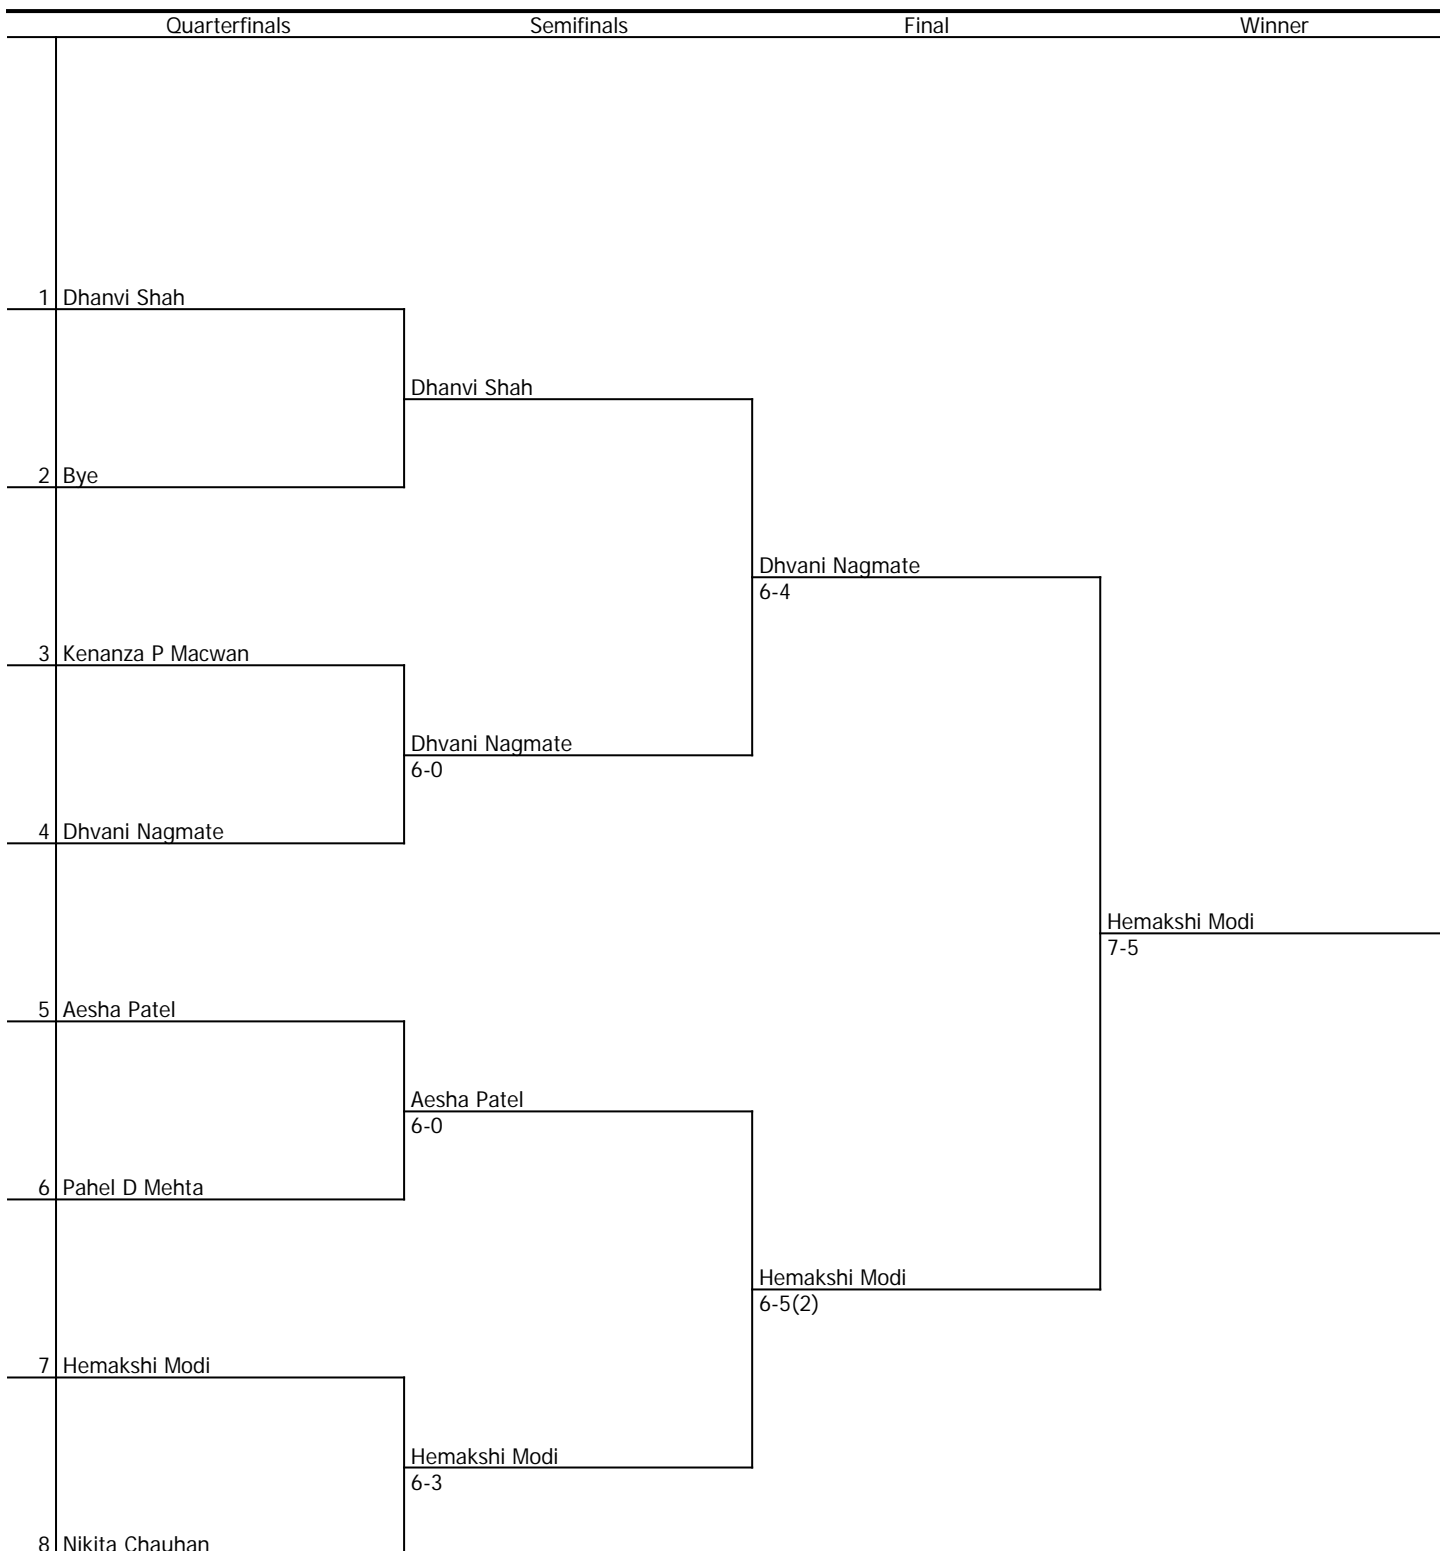 Quarterfinals Semifinals Final Winner
1 Dhanvi Shah
Dhanvi Shah
2 Bye
Dhvani Nagmate
6-4
3 Kenanza P Macwan
Dhvani Nagmate
6-0
4 Dhvani Nagmate
Hemakshi Modi
7-5
5 Aesha Patel
Aesha Patel
6-0
6 Pahel D Mehta
Hemakshi Modi
6-5(2)
7 Hemakshi Modi
Hemakshi Modi
6-3
8 Nikita Chauhan